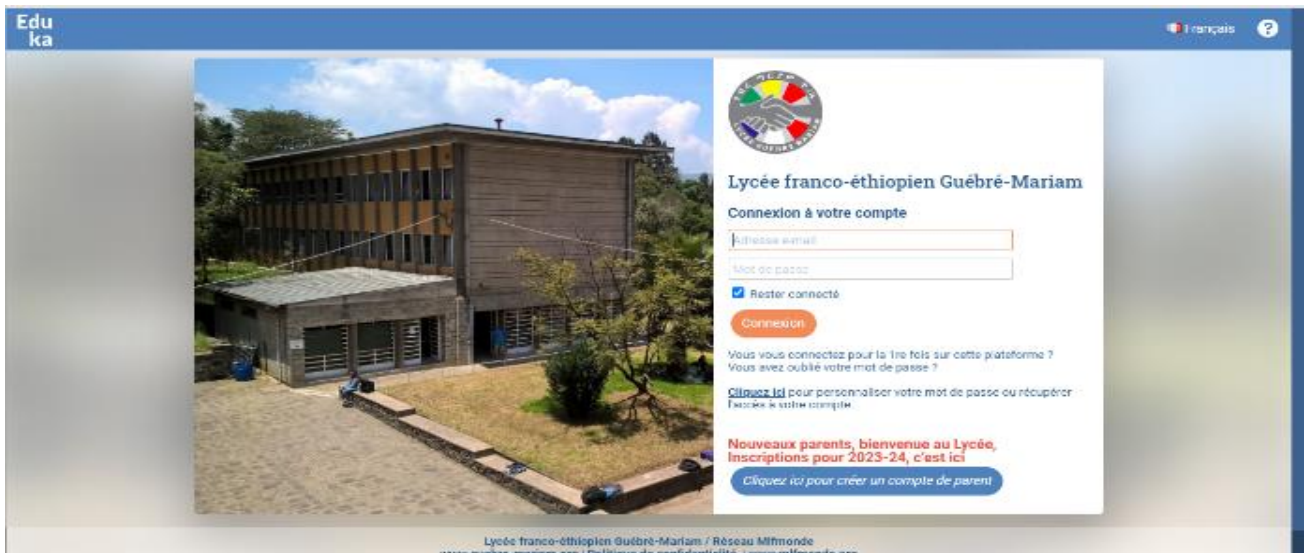 Edu
ka
Français
?
LYCEE GUEBRE MARIAM
Lycée franco-éthiopien Guébré-Mariam
Connexion à votre compte
Adresse e-mail
Mot de passe
Rester connecté
Connexion
Vous vous connectez pour la 1re fois sur cette plateforme ?
Vous avez oublié votre mot de passe ?
Cliquez ici pour personnaliser votre mot de passe ou récupérer
l'accès à votre compte
Nouveaux parents, bienvenue au Lycée,
Inscriptions pour 2023-24, c'est ici
Cliquez ici pour créer un compte de parent
Lycée franco-éthiopien Guébré-Mariam / Réseau Mlfmonde